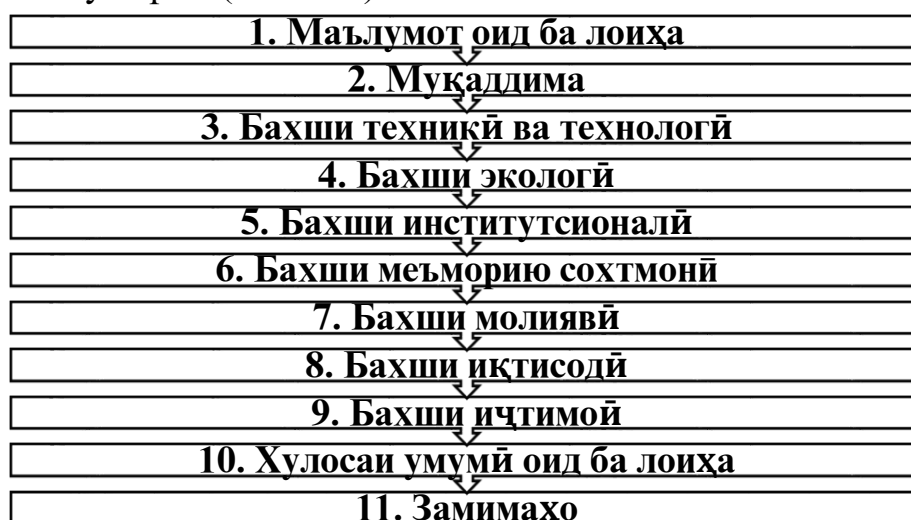 1. Маълумот оид ба лоиҳа
2. Муқаддима
3. Бахши техникӣ ва технологӣ
4. Бахши экологӣ
5. Бахши институтсионалӣ
6. Бахши меъморию сохтмонӣ
7. Бахши молиявӣ
8. Бахши иқтисодӣ
9. Бахши иҷтимоӣ
10. Хулосаи умумӣ оид ба лоиҳа
11. Замимаҳо